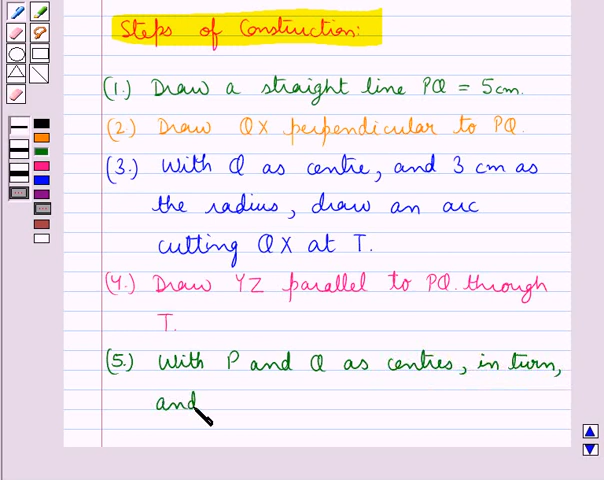 Steps of Construction:
(1.) Draw a straight line PQ = 5cm.
(2.) Draw QX perpendicular to PQ.
(3.) With Q as centre, and 3 cm as
the radius, draw an arc
cutting QX at T.
(4.) Draw YZ parallel to PQ. through
T.
(5.) With P and Q as centres, in turn,
and